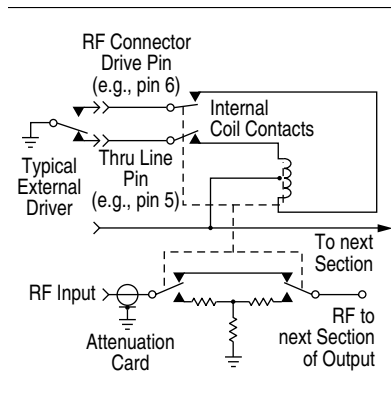 RF Connector
Drive Pin
(e.g., pin 6)
Internal
Coil Contacts
Typical
External
Driver
Thru Line
Pin
(e.g., pin 5)
To next
Section
RF Input
Attenuation
Card
RF to
next Section
of Output